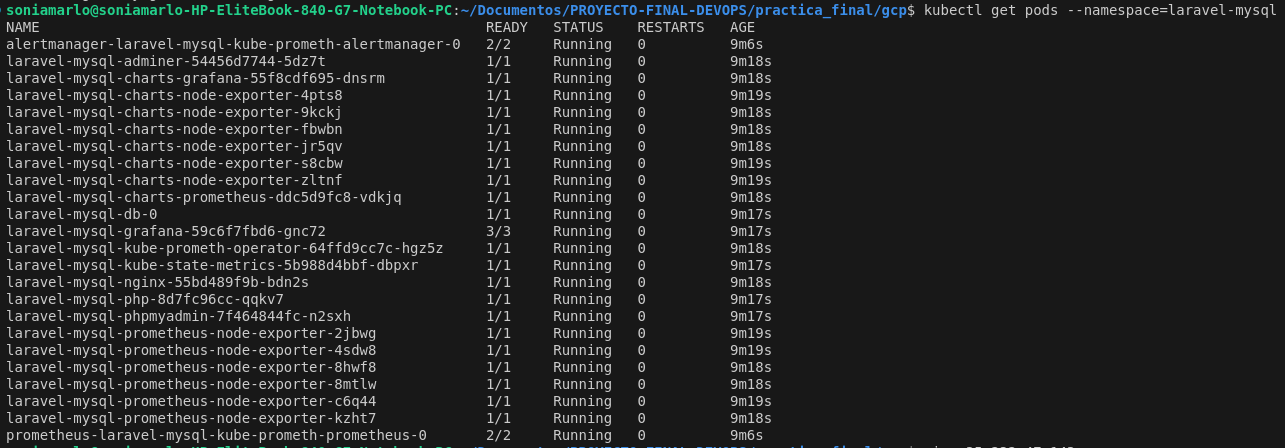 soniamarlo@soniamarlo-HP-EliteBook-840-G7-Notebook-PC:~/Documentos/PROYECTO-FINAL-DEVOPS/practica_final/gcp$ kubectl get pods --namespace=laravel-mysql
NAME READY STATUS RESTARTS AGE
alertmanager-laravel-mysql-kube-prometh-alertmanager-0 2/2 Running 0 9m6s
laravel-mysql-adminer-54456d7744-5dz7t 1/1 Running 0 9m18s
laravel-mysql-charts-grafana-55f8cdf695-dnsrm 1/1 Running 0 9m18s
laravel-mysql-charts-node-exporter-4pts8 1/1 Running 0 9m19s
laravel-mysql-charts-node-exporter-9kckj 1/1 Running 0 9m18s
laravel-mysql-charts-node-exporter-fbwbn 1/1 Running 0 9m18s
laravel-mysql-charts-node-exporter-jr5qv 1/1 Running 0 9m18s
laravel-mysql-charts-node-exporter-s8cbw 1/1 Running 0 9m19s
laravel-mysql-charts-node-exporter-zltnf 1/1 Running 0 9m19s
laravel-mysql-charts-prometheus-ddc5d9fc8-vdkjq 1/1 Running 0 9m18s
laravel-mysql-db-0 1/1 Running 0 9m17s
laravel-mysql-grafana-59c6f7fbd6-gnc72 3/3 Running 0 9m17s
laravel-mysql-kube-prometh-operator-64ffd9cc7c-hgz5z 1/1 Running 0 9m18s
laravel-mysql-kube-state-metrics-5b988d4bbf-dbpxr 1/1 Running 0 9m17s
laravel-mysql-nginx-55bd489f9b-bdn2s 1/1 Running 0 9m18s
laravel-mysql-php-8d7fc96cc-qqkv7 1/1 Running 0 9m17s
laravel-mysql-phpmyadmin-7f464844fc-n2sxh 1/1 Running 0 9m17s
laravel-mysql-prometheus-node-exporter-2jbwg 1/1 Running 0 9m19s
laravel-mysql-prometheus-node-exporter-4sdw8 1/1 Running 0 9m19s
laravel-mysql-prometheus-node-exporter-8hwf8 1/1 Running 0 9m18s
laravel-mysql-prometheus-node-exporter-8mtlw 1/1 Running 0 9m18s
laravel-mysql-prometheus-node-exporter-c6q44 1/1 Running 0 9m19s
laravel-mysql-prometheus-node-exporter-kzht7 1/1 Running 0 9m18s
prometheus-laravel-mysql-kube-prometh-prometheus-0 2/2 Running 0 9m6s